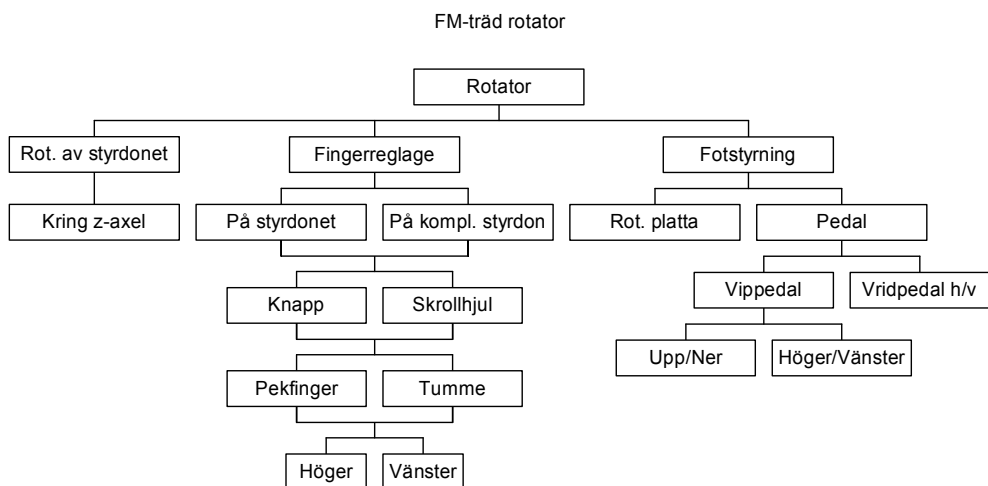 FM-träd rotator
Rotator
Rot. av styrdonet
Fingerreglage
Fotstyrning
Kring z-axel
På styrdonet
På kompl. styrdon
Rot. platta
Pedal
Knapp
Skrollhjul
Vippedal
Vridpedal h/v
Pekfinger
Tumme
Upp/Ner
Höger/Vänster
Höger
Vänster